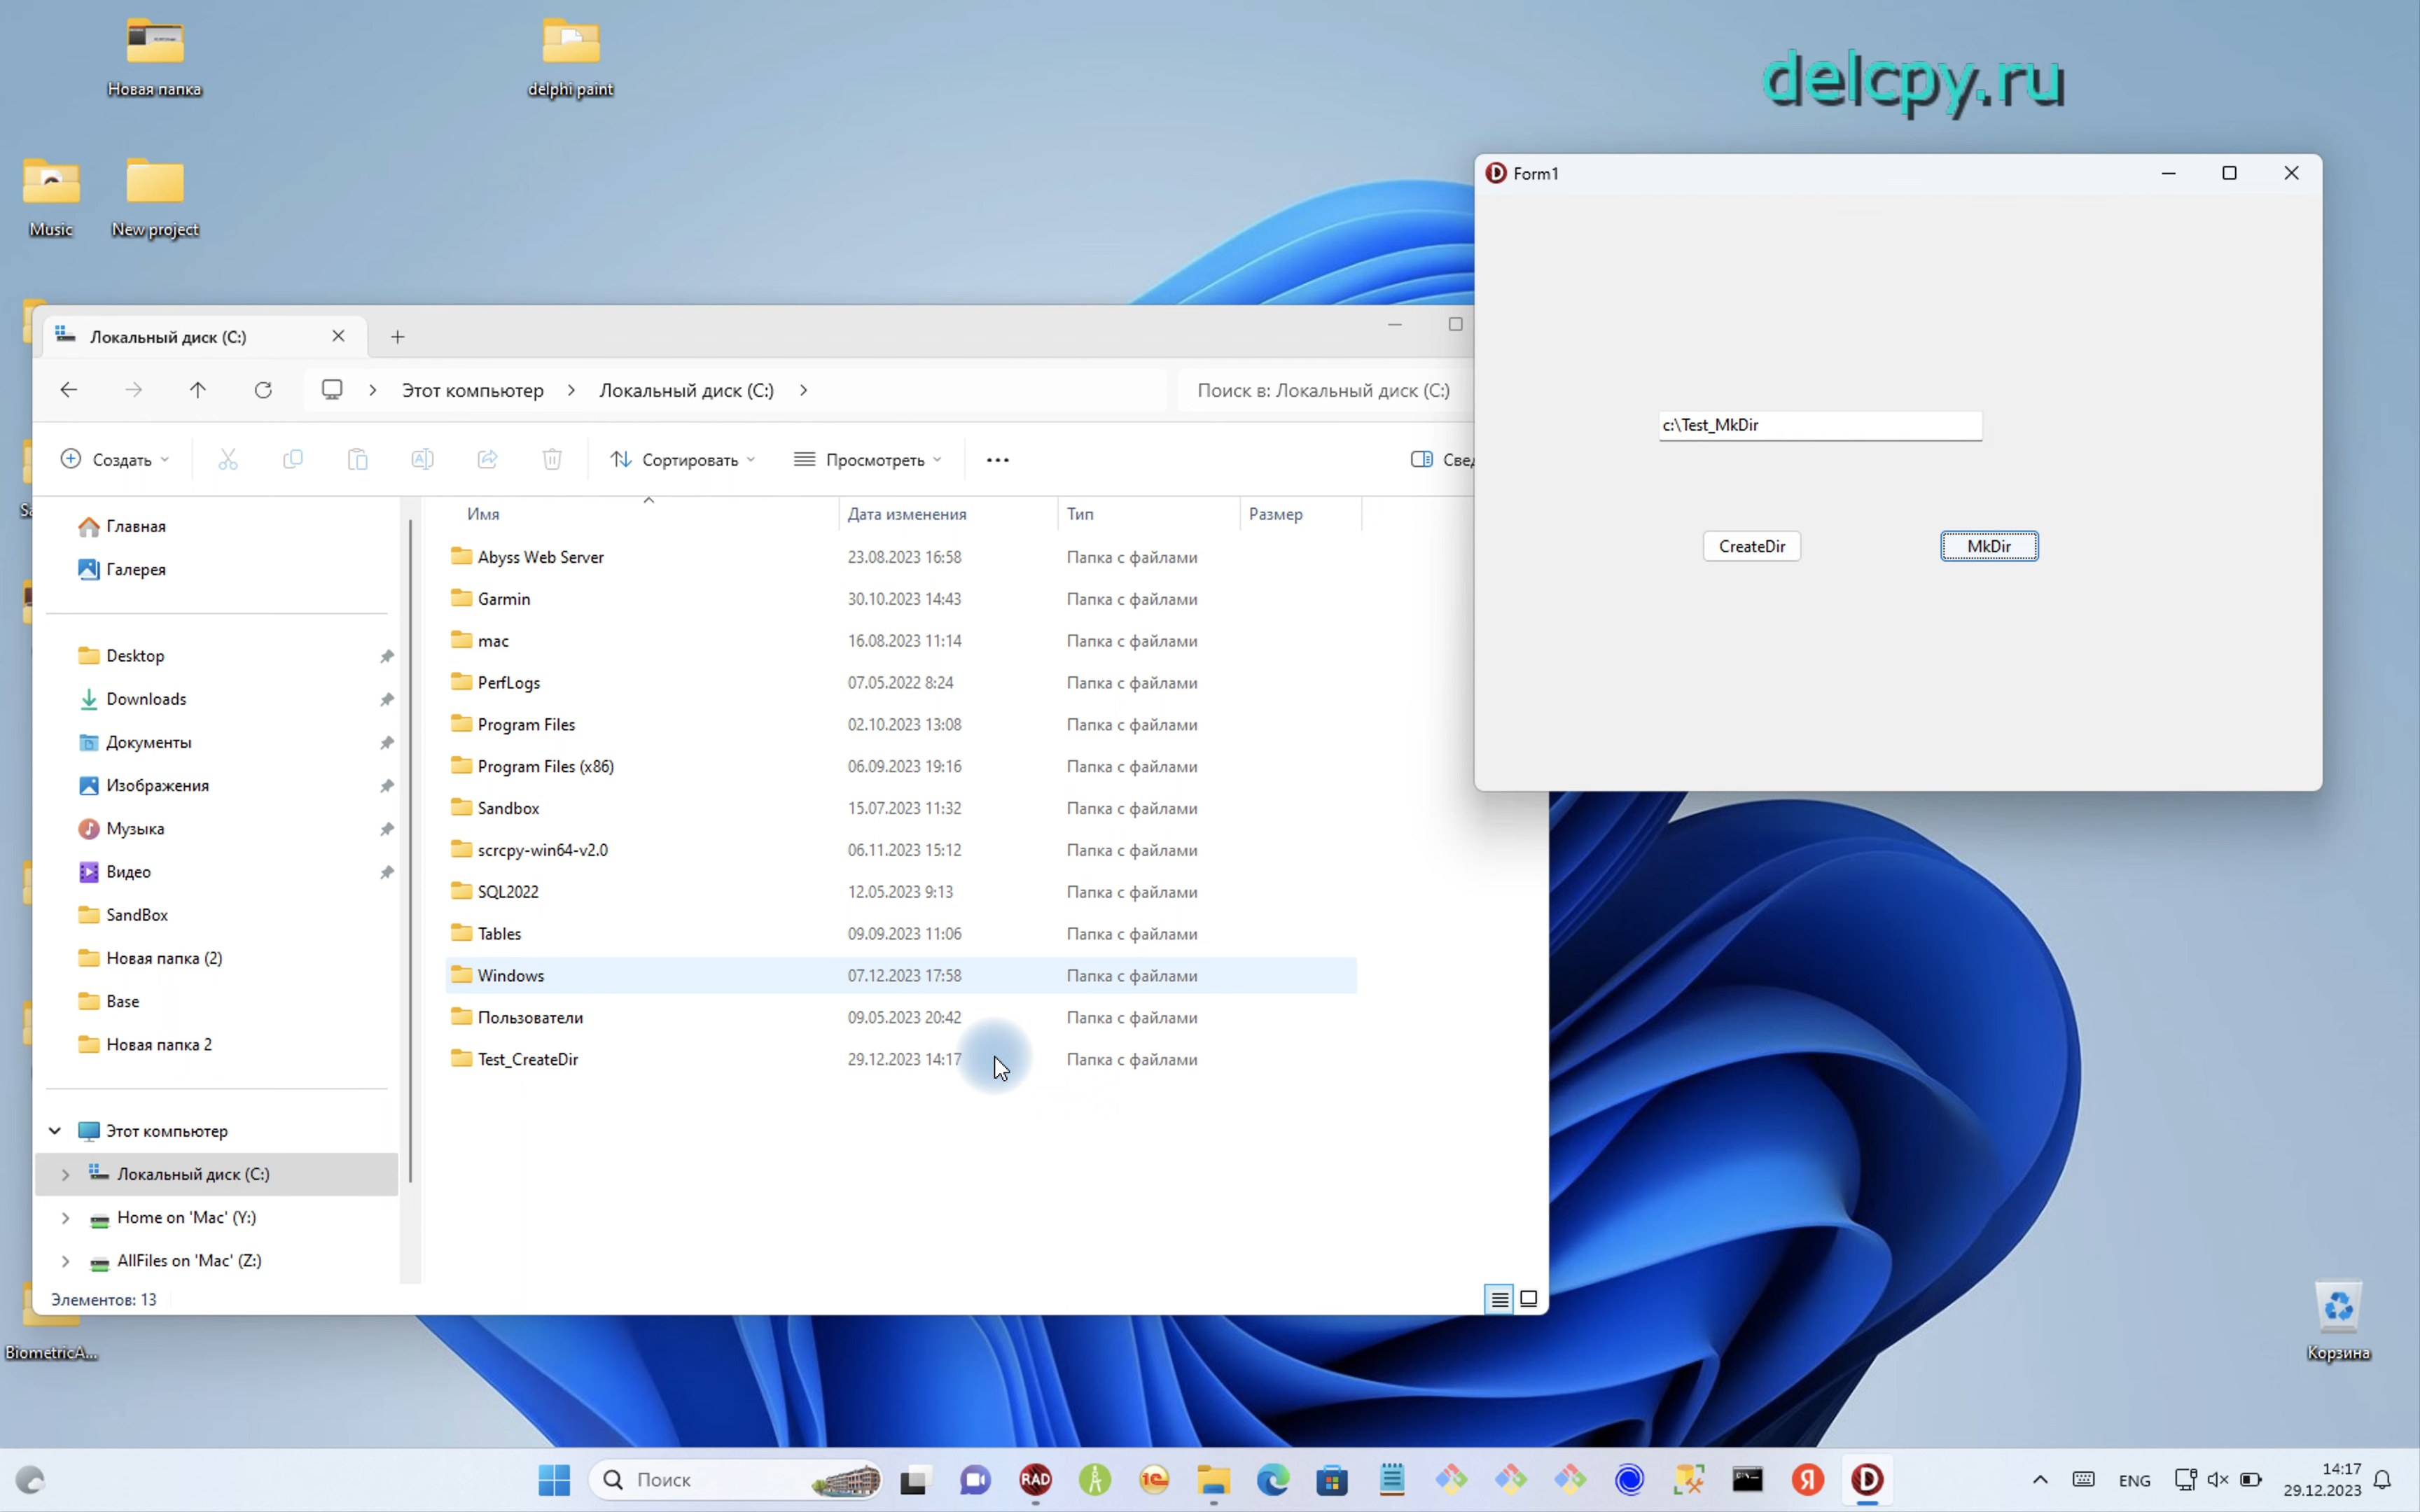 Новая папка
delphi paint
delcpy.ru
Music
New project
Form1
c:\Test_MkDir
CreateDir
MkDir
Локальный диск (C:)
Этот компьютер
Локальный диск (C:)
Поиск в: Локальный диск (C:)
Создать
Сортировать
Просмотреть
Имя
Дата изменения
Тип
Размер
Главная
Галерея
Desktop
Downloads
Документы
Изображения
Музыка
Видео
SandBox
Новая папка (2)
Base
Новая папка 2
Этот компьютер
Локальный диск (C:)
Home on 'Mac' (Y:)
AllFiles on 'Mac' (Z:)
Abyss Web Server 23.08.2023 16:58 Папка с файлами
Garmin 30.10.2023 14:43 Папка с файлами
mac 16.08.2023 11:14 Папка с файлами
PerfLogs 07.05.2022 8:24 Папка с файлами
Program Files 02.10.2023 13:08 Папка с файлами
Program Files (x86) 06.09.2023 19:16 Папка с файлами
Sandbox 15.07.2023 11:32 Папка с файлами
scrcpy-win64-v2.0 06.11.2023 15:12 Папка с файлами
SQL2022 12.05.2023 9:13 Папка с файлами
Tables 09.09.2023 11:06 Папка с файлами
Windows 07.12.2023 17:58 Папка с файлами
Пользователи 09.05.2023 20:42 Папка с файлами
Test_CreateDir 29.12.2023 14:17 Папка с файлами
Элементов: 13
BiometricA...
Корзина
Поиск
RAD
1С
Я
ENG
14:17
29.12.2023